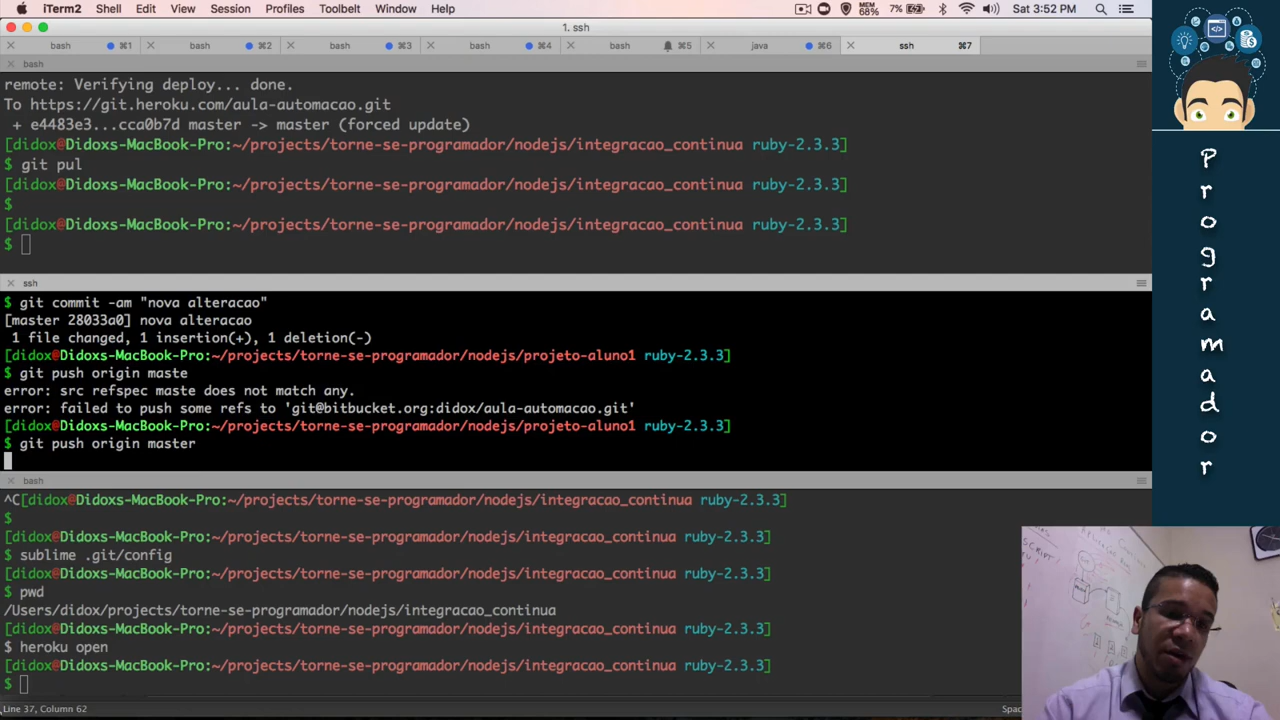 iTerm2 Shell Edit View Session Profiles Toolbelt Window Help MEM 68% 7% Sat 3:52 PM
1. ssh
bash ⌘1 bash ⌘2 bash ⌘3 bash ⌘4 bash ⌘5 java ⌘6 ssh ⌘7
bash
remote: Verifying deploy... done.
To https://git.heroku.com/aula-automacao.git
+ e4483e3...cca0b7d master -> master (forced update)
[didox@Didoxs-MacBook-Pro:~/projects/torne-se-programador/nodejs/integracao_continua ruby-2.3.3]
$ git pul
[didox@Didoxs-MacBook-Pro:~/projects/torne-se-programador/nodejs/integracao_continua ruby-2.3.3]
$
[didox@Didoxs-MacBook-Pro:~/projects/torne-se-programador/nodejs/integracao_continua ruby-2.3.3]
$
ssh
$ git commit -am "nova alteracao"
[master 28033a0] nova alteracao
1 file changed, 1 insertion(+), 1 deletion(-)
[didox@Didoxs-MacBook-Pro:~/projects/torne-se-programador/nodejs/projeto-aluno1 ruby-2.3.3]
$ git push origin maste
error: src refspec maste does not match any.
error: failed to push some refs to 'git@bitbucket.org:didox/aula-automacao.git'
[didox@Didoxs-MacBook-Pro:~/projects/torne-se-programador/nodejs/projeto-aluno1 ruby-2.3.3]
$ git push origin master
bash
^C[didox@Didoxs-MacBook-Pro:~/projects/torne-se-programador/nodejs/integracao_continua ruby-2.3.3]
$
[didox@Didoxs-MacBook-Pro:~/projects/torne-se-programador/nodejs/integracao_continua ruby-2.3.3]
$ sublime .git/config
[didox@Didoxs-MacBook-Pro:~/projects/torne-se-programador/nodejs/integracao_continua ruby-2.3.3]
$ pwd
/Users/didox/projects/torne-se-programador/nodejs/integracao_continua
[didox@Didoxs-MacBook-Pro:~/projects/torne-se-programador/nodejs/integracao_continua ruby-2.3.3]
$ heroku open
[didox@Didoxs-MacBook-Pro:~/projects/torne-se-programador/nodejs/integracao_continua ruby-2.3.3]
$
Line 37, Column 62
Programador